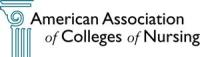 American Association
of Colleges of Nursing